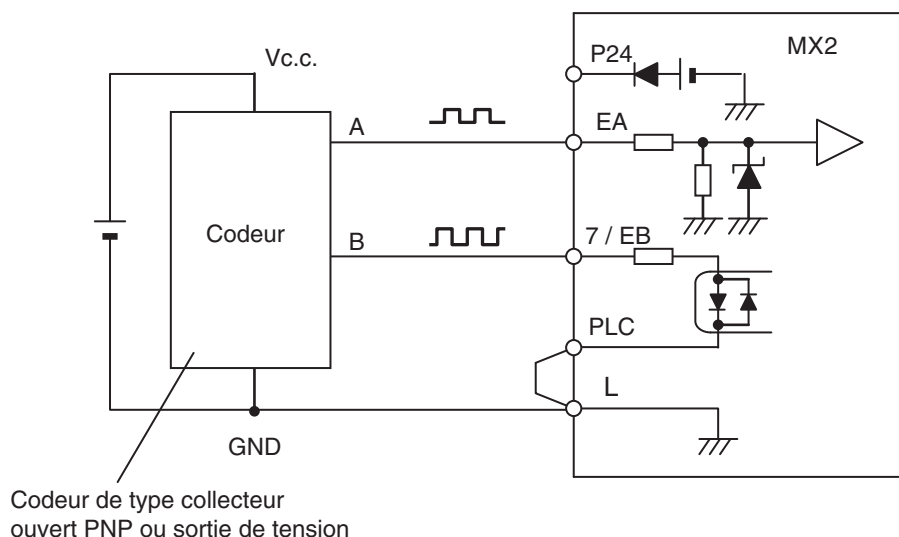 Vc.c.
P24
MX2
A
EA
Codeur
B
7 / EB
PLC
L
GND
Codeur de type collecteur
ouvert PNP ou sortie de tension